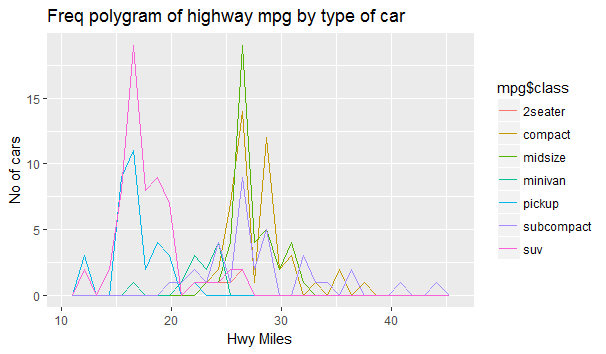 Freq polygram of highway mpg by type of car
15
10
5
0
No of cars
10 20 30 40
Hwy Miles
mpg$class
2seater
compact
midsize
minivan
pickup
subcompact
suv